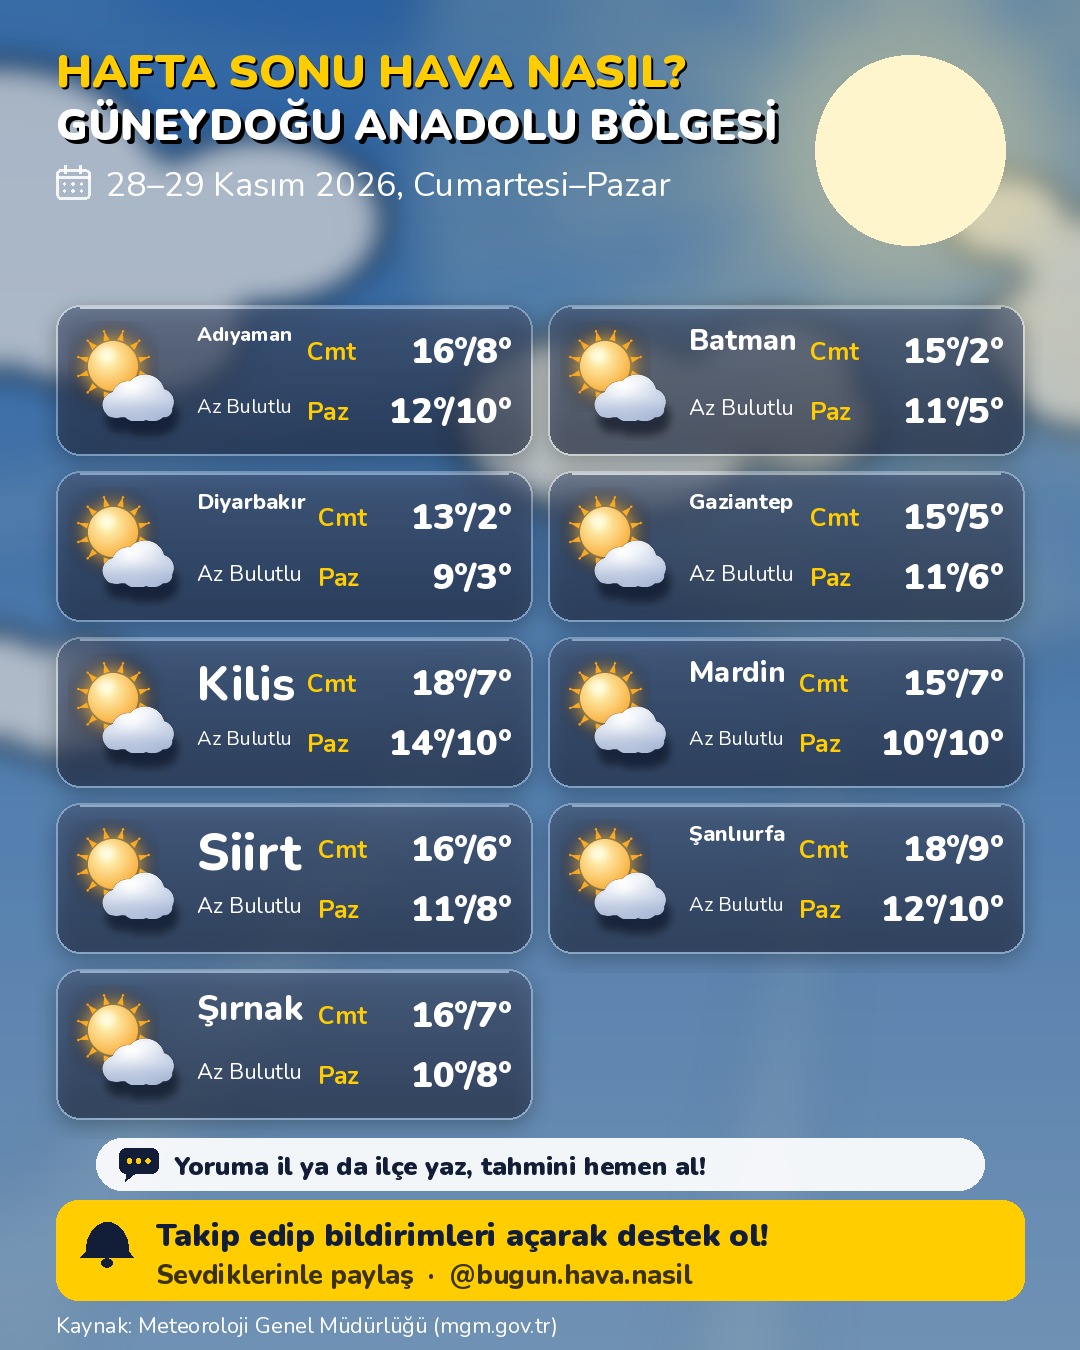 HAFTA SONU HAVA NASIL?
GÜNEYDOĞU ANADOLU BÖLGESİ
28–29 Kasım 2026, Cumartesi–Pazar
Adıyaman Cmt 16°/8°
Az Bulutlu Paz 12°/10°
Batman Cmt 15°/2°
Az Bulutlu Paz 11°/5°
Diyarbakır Cmt 13°/2°
Az Bulutlu Paz 9°/3°
Gaziantep Cmt 15°/5°
Az Bulutlu Paz 11°/6°
Kilis Cmt 18°/7°
Az Bulutlu Paz 14°/10°
Mardin Cmt 15°/7°
Az Bulutlu Paz 10°/10°
Siirt Cmt 16°/6°
Az Bulutlu Paz 11°/8°
Şanlıurfa Cmt 18°/9°
Az Bulutlu Paz 12°/10°
Şırnak Cmt 16°/7°
Az Bulutlu Paz 10°/8°
Yoruma il ya da ilçe yaz, tahmini hemen al!
Takip edip bildirimleri açarak destek ol!
Sevdiklerinle paylaş · @bugun.hava.nasil
Kaynak: Meteoroloji Genel Müdürlüğü (mgm.gov.tr)